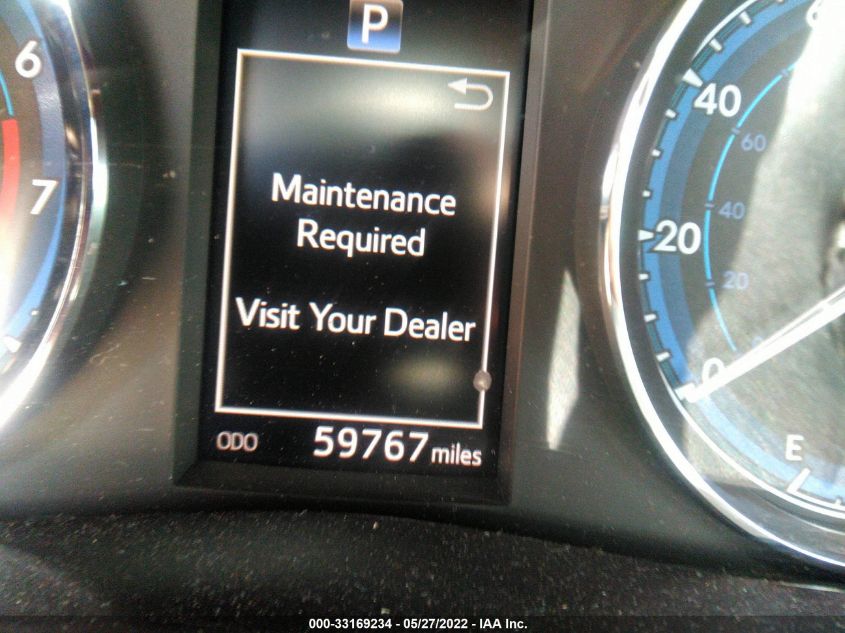 P
Maintenance
Required
Visit Your Dealer
ODO 59767 miles
6
7
60
40
40
20
20
0
E
000-33169234 - 05/27/2022 - IAA Inc.